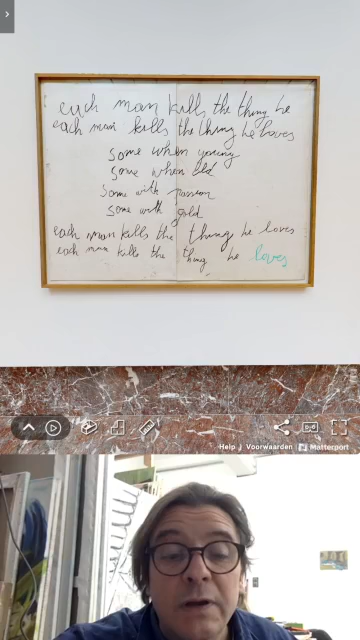 each man kills the thing he
each man kills the thing he loves
some when young
some when old
some with passion
some with gold
each man kills the thing he loves
each man kills the thing he loves
Help | Voorwaarden | Matterport